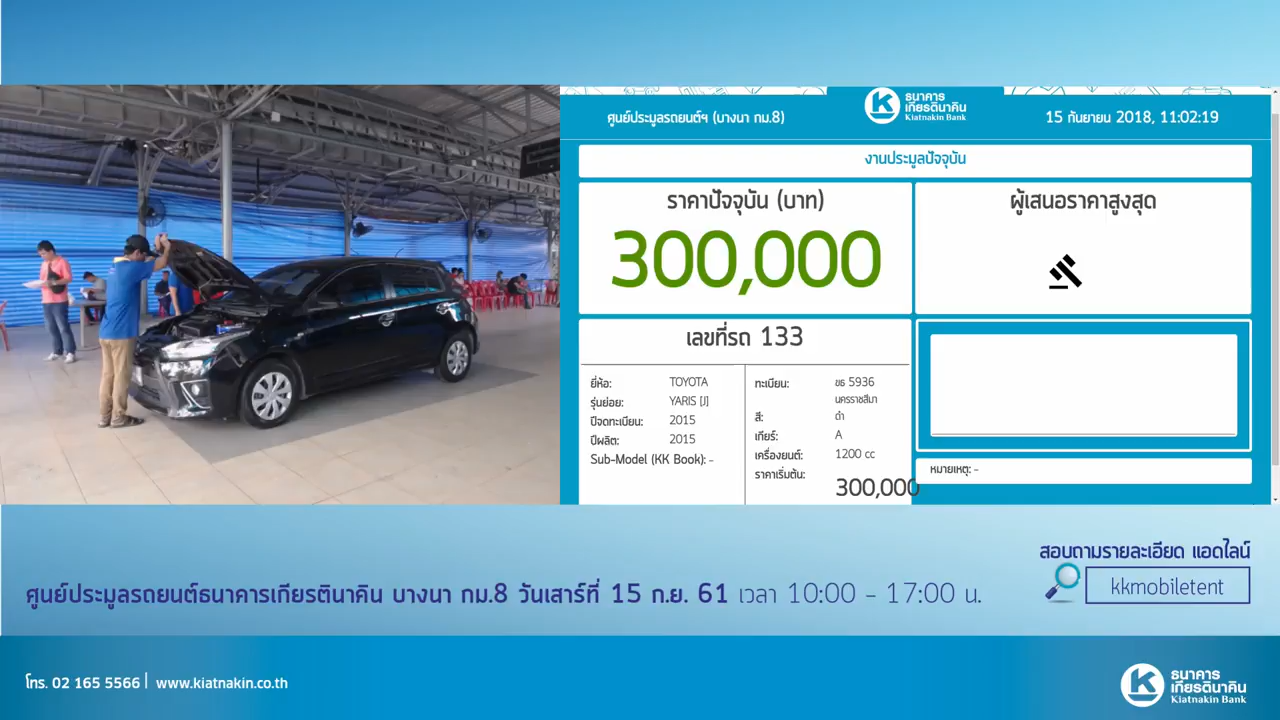 ศูนย์ประมูลรถยนต์ฯ (บางนา กม.8)
ธนาคาร
เกียรตินาคิน
Kiatnakin Bank
15 กันยายน 2018, 11:02:19
งานประมูลปัจจุบัน
ราคาปัจจุบัน (บาท)
300,000
ผู้เสนอราคาสูงสุด
เลขที่รถ 133
ยี่ห้อ: TOYOTA
รุ่นย่อย: YARIS [J]
ปีจดทะเบียน: 2015
ปีผลิต: 2015
Sub-Model (KK Book): -
ทะเบียน: ขธ 5936
นครราชสีมา
สี: ดำ
เกียร์: A
เครื่องยนต์: 1200 cc
ราคาเริ่มต้น: 300,000
หมายเหตุ: -
สอบถามรายละเอียด แอดไลน์
kkmobiletent
ศูนย์ประมูลรถยนต์ธนาคารเกียรตินาคิน บางนา กม.8 วันเสาร์ที่ 15 ก.ย. 61 เวลา 10:00 - 17:00 น.
โทร. 02 165 5566 | www.kiatnakin.co.th
ธนาคาร
เกียรตินาคิน
Kiatnakin Bank